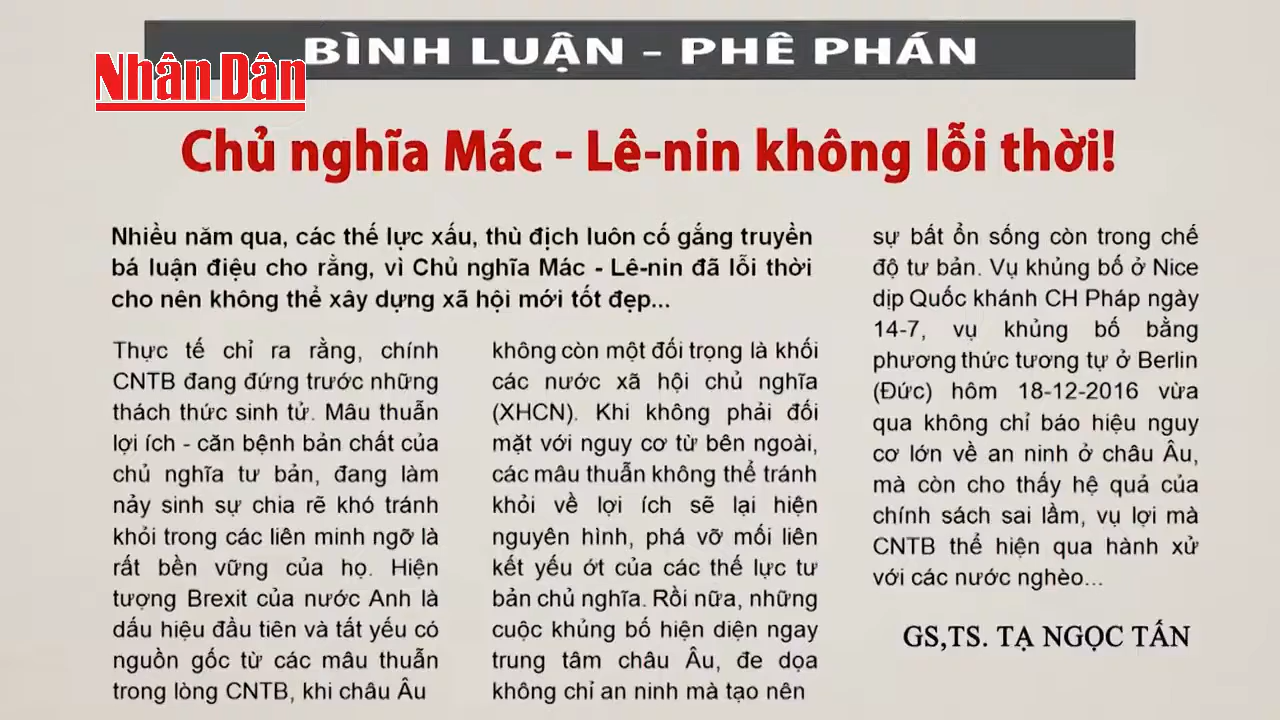 BÌNH LUẬN - PHÊ PHÁN
Nhân Dân
Chủ nghĩa Mác - Lê-nin không lỗi thời!
Nhiều năm qua, các thế lực xấu, thù địch luôn cố gắng truyền
bá luận điệu cho rằng, vì Chủ nghĩa Mác - Lê-nin đã lỗi thời
cho nên không thể xây dựng xã hội mới tốt đẹp...
Thực tế chỉ ra rằng, chính
CNTB đang đứng trước những
thách thức sinh tử. Mâu thuẫn
lợi ích - căn bệnh bản chất của
chủ nghĩa tư bản, đang làm
nảy sinh sự chia rẽ khó tránh
khỏi trong các liên minh ngỡ là
rất bền vững của họ. Hiện
tượng Brexit của nước Anh là
dấu hiệu đầu tiên và tất yếu có
nguồn gốc từ các mâu thuẫn
trong lòng CNTB, khi châu Âu
không còn một đối trọng là khối
các nước xã hội chủ nghĩa
(XHCN). Khi không phải đối
mặt với nguy cơ từ bên ngoài,
các mâu thuẫn không thể tránh
khỏi về lợi ích sẽ lại hiện
nguyên hình, phá vỡ mối liên
kết yếu ớt của các thế lực tư
bản chủ nghĩa. Rồi nữa, những
cuộc khủng bố hiện diện ngay
trung tâm châu Âu, đe dọa
không chỉ an ninh mà tạo nên
sự bất ổn sống còn trong chế
độ tư bản. Vụ khủng bố ở Nice
dịp Quốc khánh CH Pháp ngày
14-7, vụ khủng bố bằng
phương thức tương tự ở Berlin
(Đức) hôm 18-12-2016 vừa
qua không chỉ báo hiệu nguy
cơ lớn về an ninh ở châu Âu,
mà còn cho thấy hệ quả của
chính sách sai lầm, vụ lợi mà
CNTB thể hiện qua hành xử
với các nước nghèo...
GS,TS. TẠ NGỌC TẤN